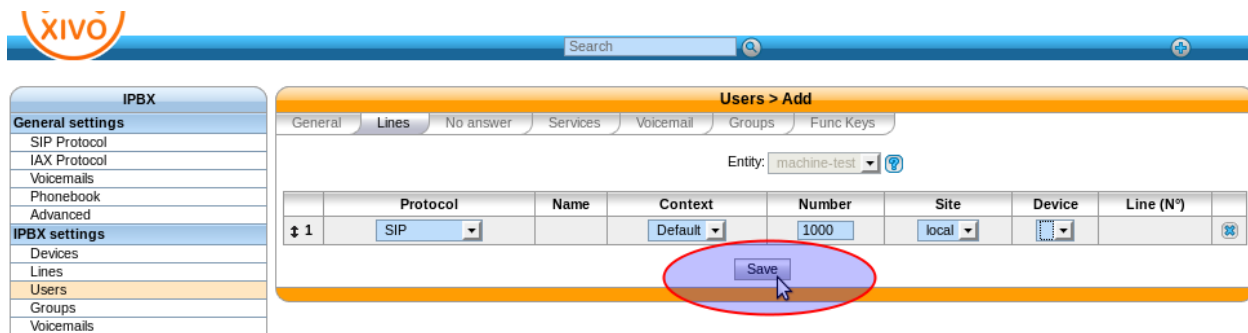 XIVO
Search
IPBX
General settings
SIP Protocol
IAX Protocol
Voicemails
Phonebook
Advanced
IPBX settings
Devices
Lines
Users
Groups
Voicemails
Users > Add
General Lines No answer Services Voicemail Groups Func Keys
Entity: machine-test
Protocol Name Context Number Site Device Line (N°)
1 SIP Default 1000 local
Save